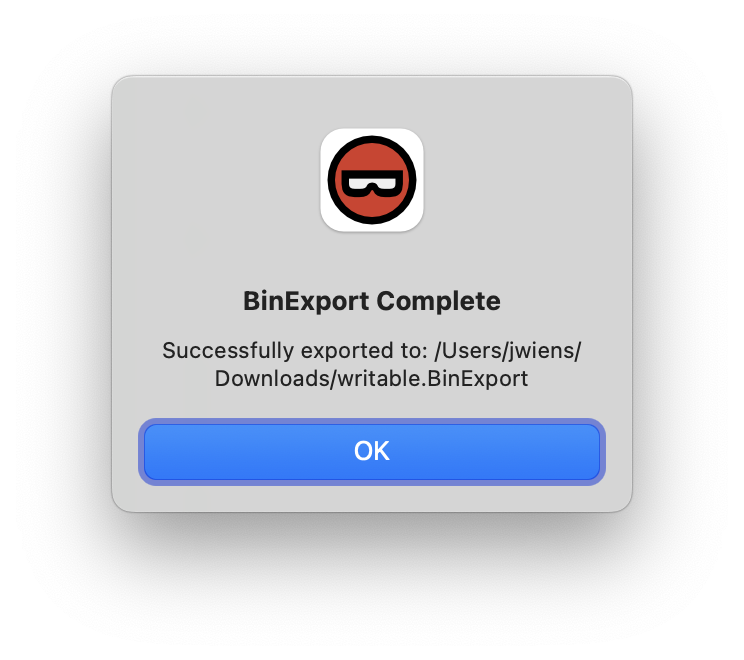 BinExport Complete
Successfully exported to: /Users/jwiens/
Downloads/writable.BinExport
OK